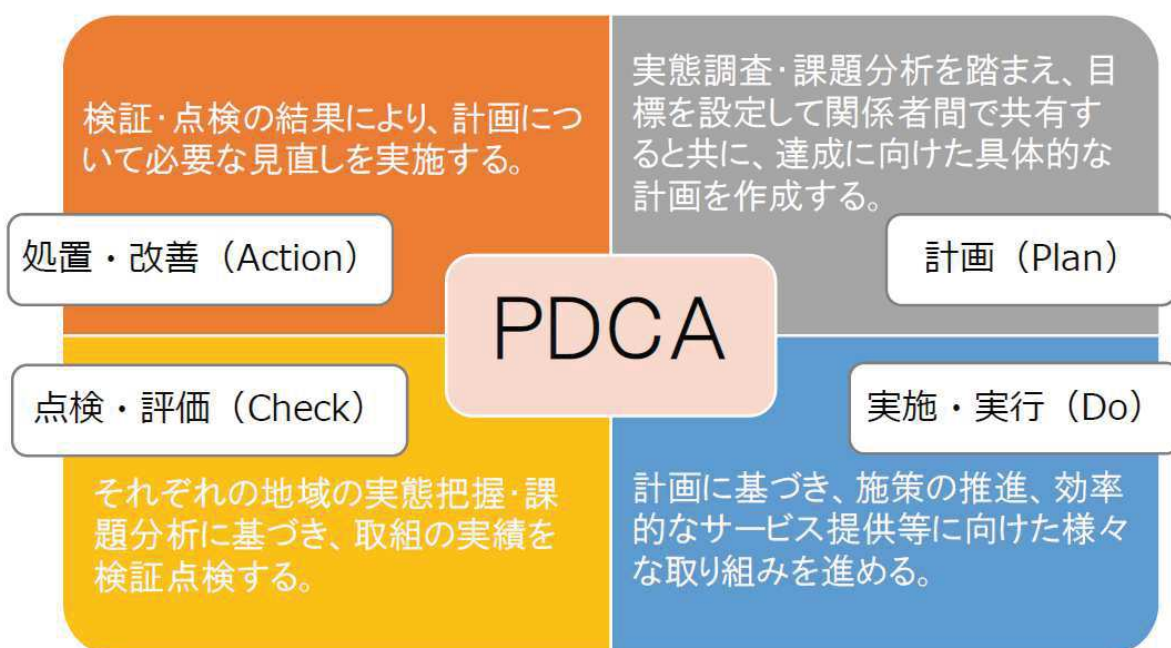 検証・点検の結果により、計画につ
いて必要な見直しを実施する。
処置・改善（Action）
実態調査・課題分析を踏まえ、目
標を設定して関係者間で共有す
ると共に、達成に向けた具体的な
計画を作成する。
計画（Plan）
PDCA
点検・評価（Check）
それぞれの地域の実態把握・課
題分析に基づき、取組の実績を
検証点検する。
実施・実行（Do）
計画に基づき、施策の推進、効率
的なサービス提供等に向けた様々
な取り組みを進める。